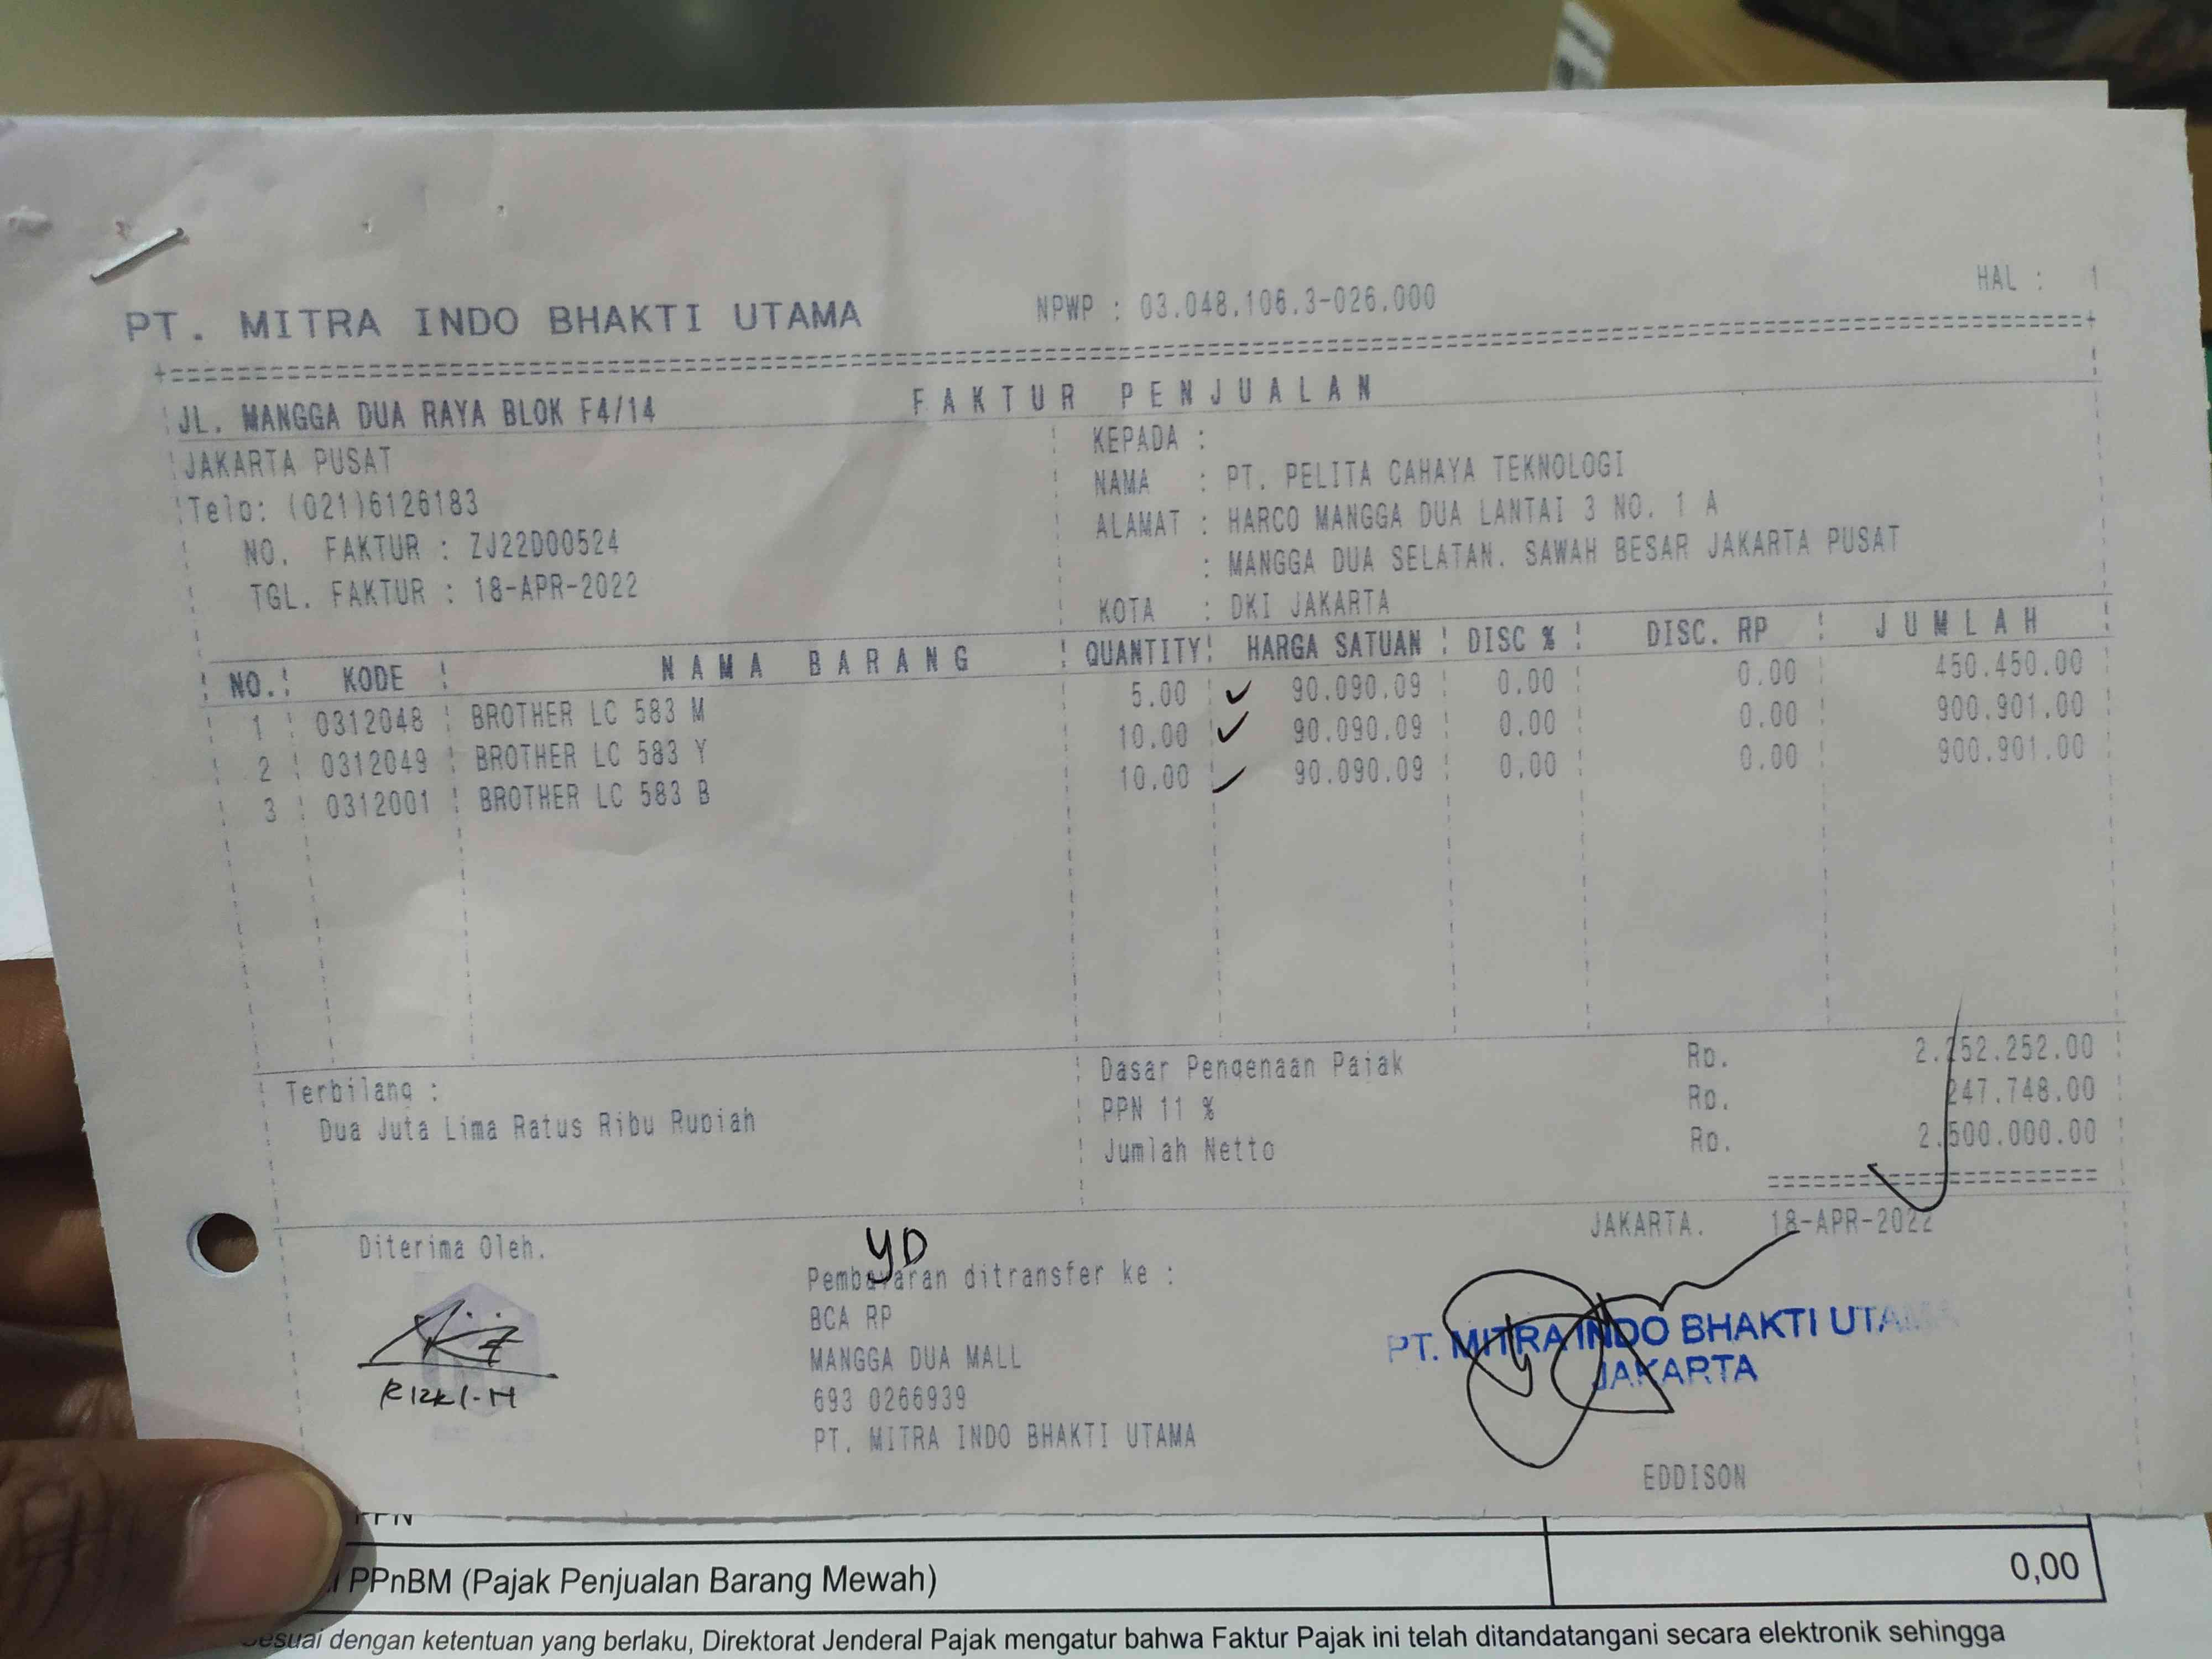 HAL : 1
PT. MITRA INDO BHAKTI UTAMA NPWP : 03.048.106.3-026.000
FAKTUR PENJUALAN
JL. MANGGA DUA RAYA BLOK F4/14
JAKARTA PUSAT
Telp: (021)6126183
NO. FAKTUR : ZJ22D00524
TGL. FAKTUR : 18-APR-2022
KEPADA :
NAMA : PT. PELITA CAHAYA TEKNOLOGI
ALAMAT : HARCO MANGGA DUA LANTAI 3 NO. 1 A
: MANGGA DUA SELATAN. SAWAH BESAR JAKARTA PUSAT
KOTA : DKI JAKARTA
NO. KODE NAMA BARANG QUANTITY HARGA SATUAN DISC % DISC. RP JUMLAH
1 0312048 BROTHER LC 583 M 5.00 90.090.09 0.00 0.00 450.450.00
2 0312049 BROTHER LC 583 Y 10.00 90.090.09 0.00 0.00 900.901.00
3 0312001 BROTHER LC 583 B 10.00 90.090.09 0.00 0.00 900.901.00
Terbilang :
Dua Juta Lima Ratus Ribu Rupiah
Dasar Pengenaan Pajak Rp. 2.252.252.00
PPN 11 % Rp. 247.748.00
Jumlah Netto Rp. 2.500.000.00
JAKARTA. 18-APR-2022
Diterima Oleh.
RIZKI-H
YD
Pembayaran ditransfer ke :
BCA RP
MANGGA DUA MALL
693 0266939
PT. MITRA INDO BHAKTI UTAMA
PT. MITRA INDO BHAKTI UTAMA
JAKARTA
EDDISON
PPN
PPnBM (Pajak Penjualan Barang Mewah) 0,00
Sesuai dengan ketentuan yang berlaku, Direktorat Jenderal Pajak mengatur bahwa Faktur Pajak ini telah ditandatangani secara elektronik sehingga